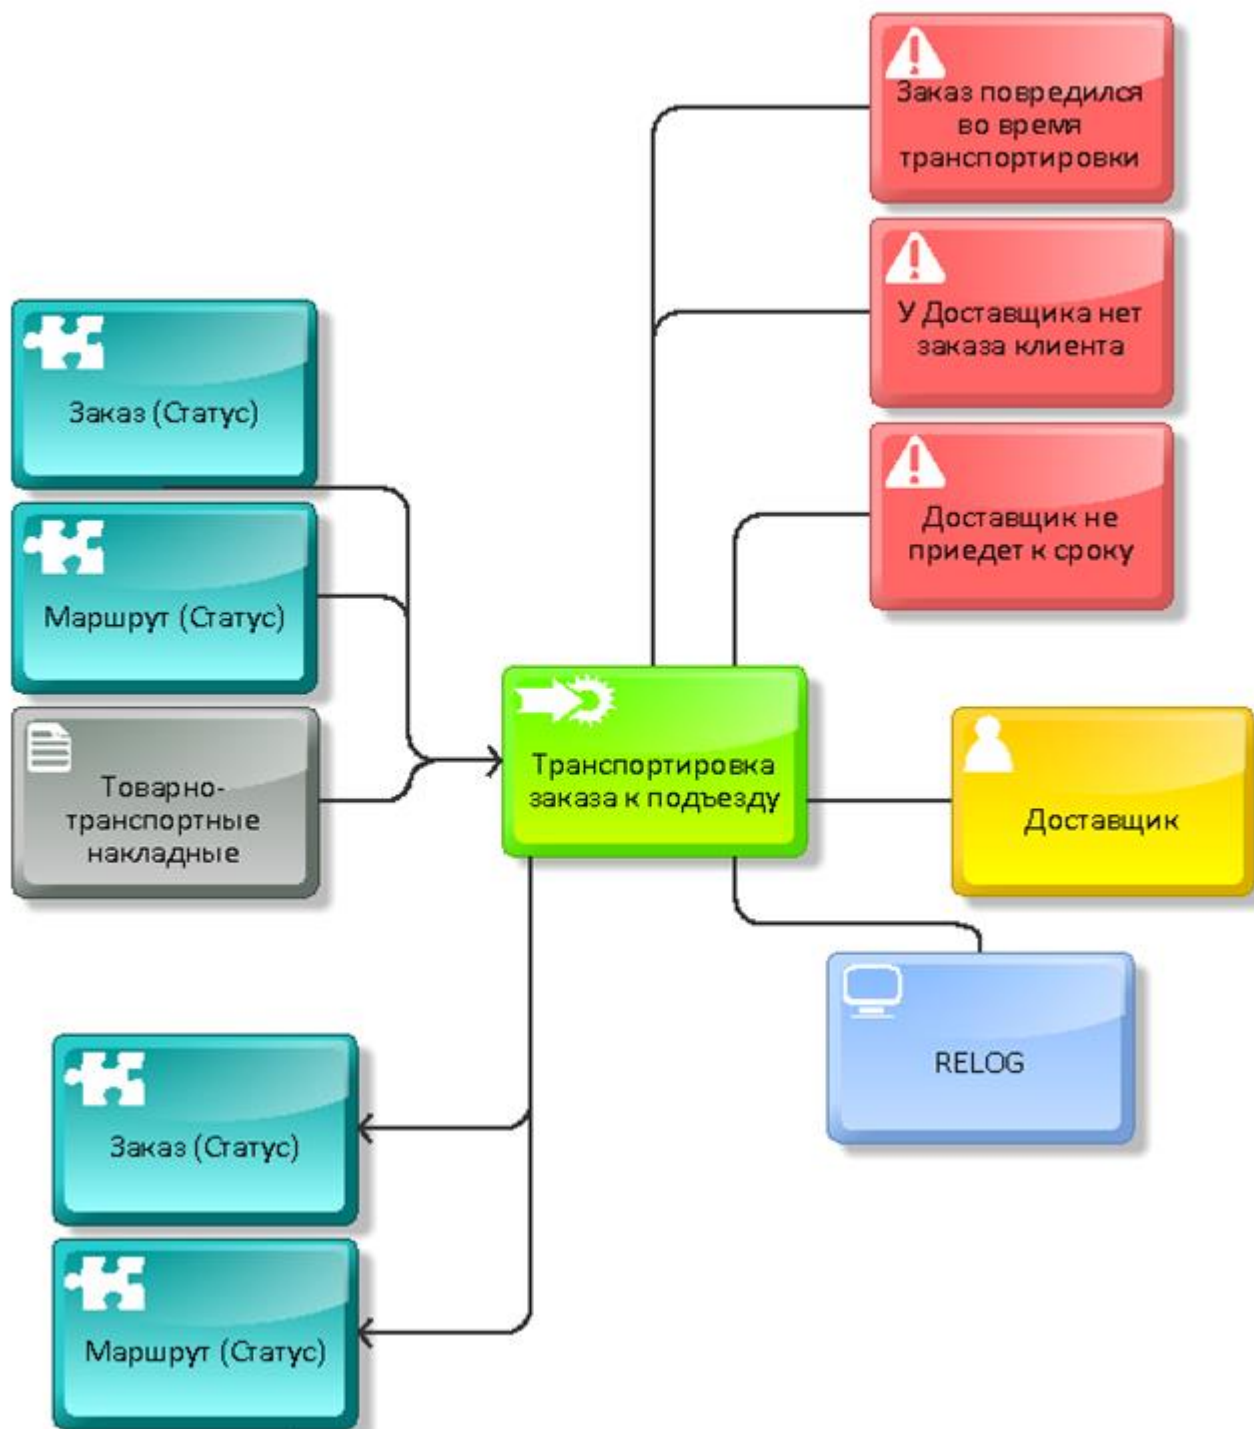 Заказ повредился
во время
транспортировки
У Доставщика нет
заказа клиента
Доставщик не
приедет к сроку
Заказ (Статус)
Маршрут (Статус)
Товарно-
транспортные
накладные
Транспортировка
заказа к подъезду
Доставщик
RELOG
Заказ (Статус)
Маршрут (Статус)